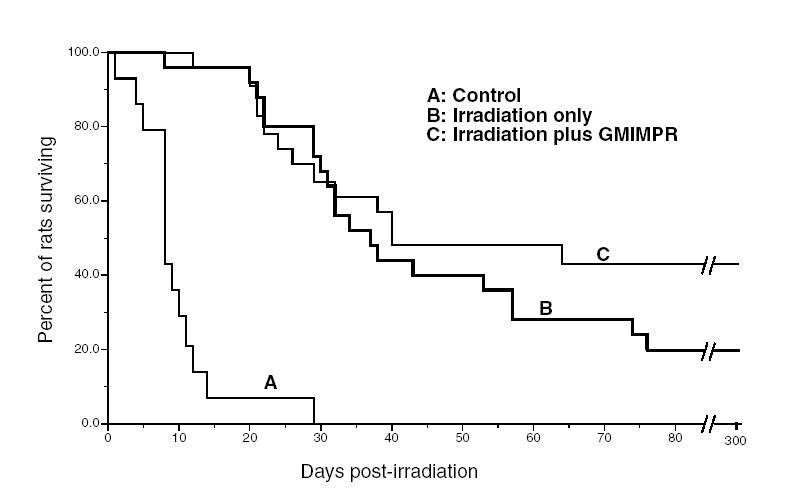 100.0
80.0
60.0
40.0
20.0
0.0
Percent of rats surviving
A: Control
B: Irradiation only
C: Irradiation plus GMIMPR
C
B
A
0 10 20 30 40 50 60 70 80 300
Days post-irradiation